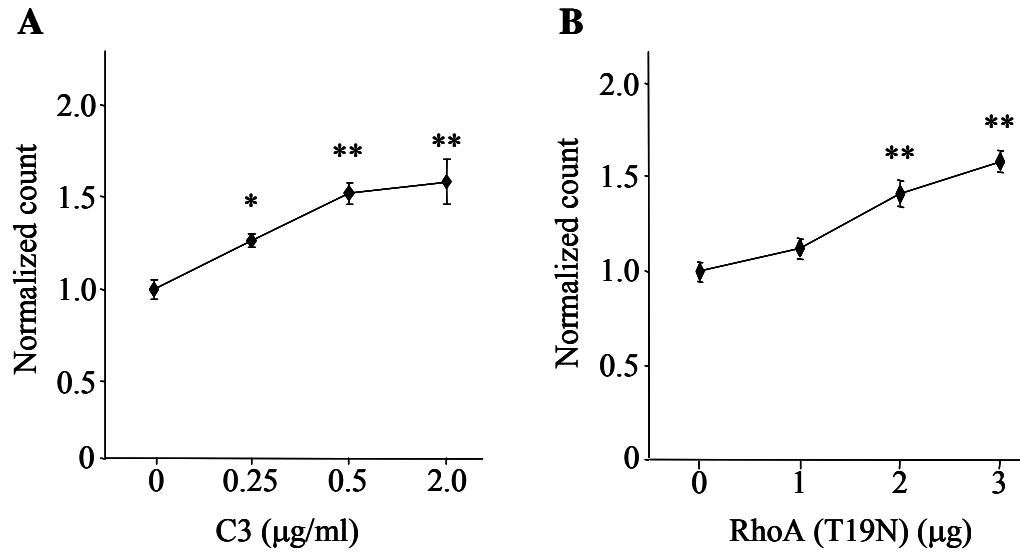 A
Normalized count
2.0
1.5
1.0
0.5
0
*
**
**
0 0.25 0.5 2.0
C3 (μg/ml)
B
Normalized count
2.0
1.5
1.0
0.5
0
**
**
0 1 2 3
RhoA (T19N) (μg)